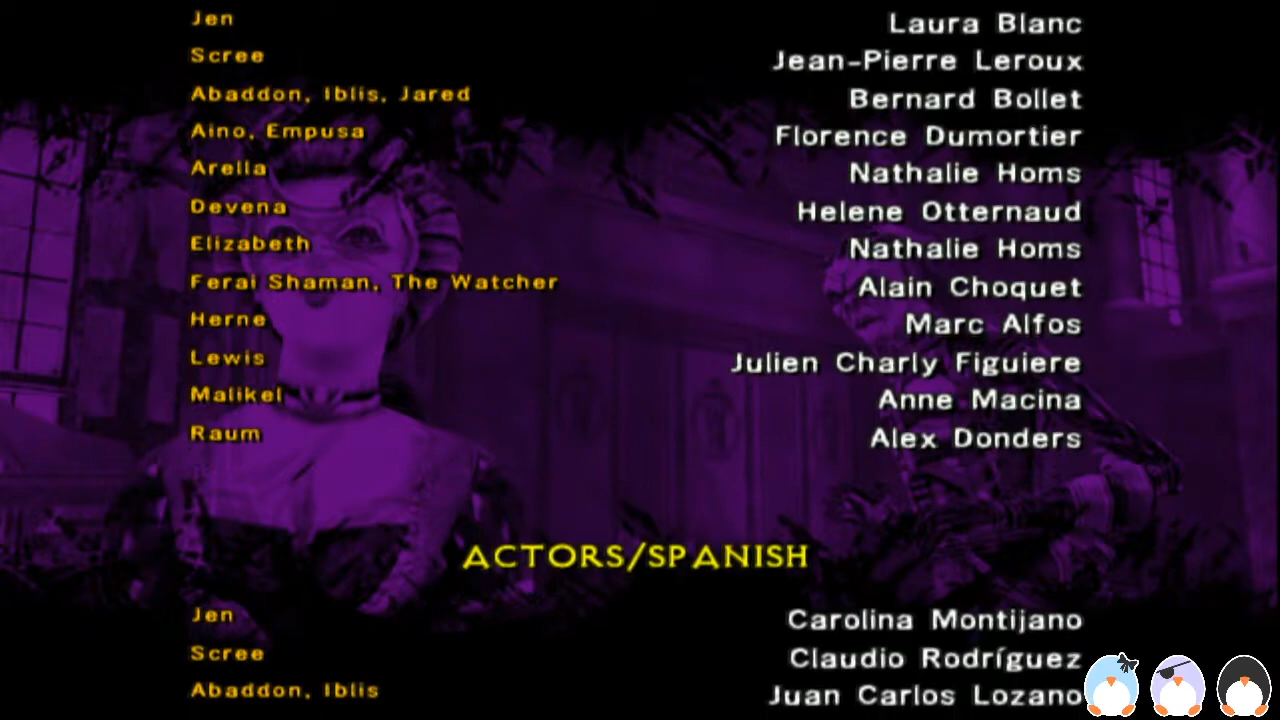 Jen Laura Blanc
Scree Jean-Pierre Leroux
Abaddon, Iblis, Jared Bernard Bollet
Aino, Empusa Florence Dumortier
Arella Nathalie Homs
Devena Helene Otternaud
Elizabeth Nathalie Homs
Ferai Shaman, The Watcher Alain Choquet
Herne Marc Alfos
Lewis Julien Charly Figuiere
Malikel Anne Macina
Raum Alex Donders
ACTORS/SPANISH
Jen Carolina Montijano
Scree Claudio Rodríguez
Abaddon, Iblis Juan Carlos Lozano